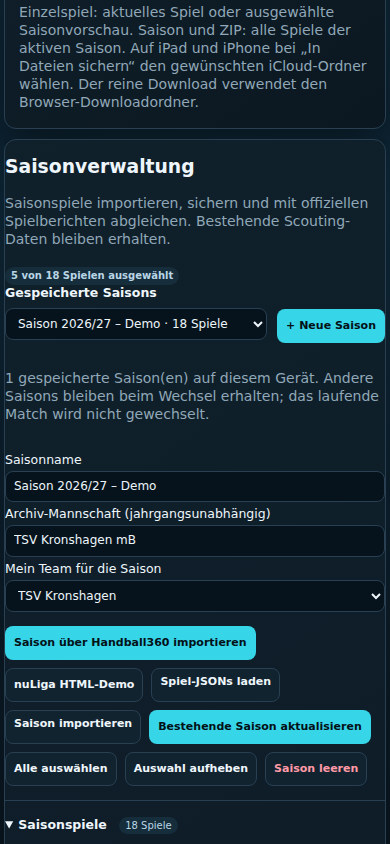 Einzelspiel: aktuelles Spiel oder ausgewählte
Saisonvorschau. Saison und ZIP: alle Spiele der
aktiven Saison. Auf iPad und iPhone bei „In
Dateien sichern“ den gewünschten iCloud-Ordner
wählen. Der reine Download verwendet den
Browser-Downloadordner.
Saisonverwaltung
Saisonspiele importieren, sichern und mit offiziellen
Spielberichten abgleichen. Bestehende Scouting-
Daten bleiben erhalten.
5 von 18 Spielen ausgewählt
Gespeicherte Saisons
Saison 2026/27 – Demo · 18 Spiele
+ Neue Saison
1 gespeicherte Saison(en) auf diesem Gerät. Andere
Saisons bleiben beim Wechsel erhalten; das laufende
Match wird nicht gewechselt.
Saisonname
Saison 2026/27 – Demo
Archiv-Mannschaft (jahrgangsunabhängig)
TSV Kronshagen mB
Mein Team für die Saison
TSV Kronshagen
Saison über Handball360 importieren
nuLiga HTML-Demo
Spiel-JSONs laden
Saison importieren
Bestehende Saison aktualisieren
Alle auswählen
Auswahl aufheben
Saison leeren
▼ Saisonspiele
18 Spiele